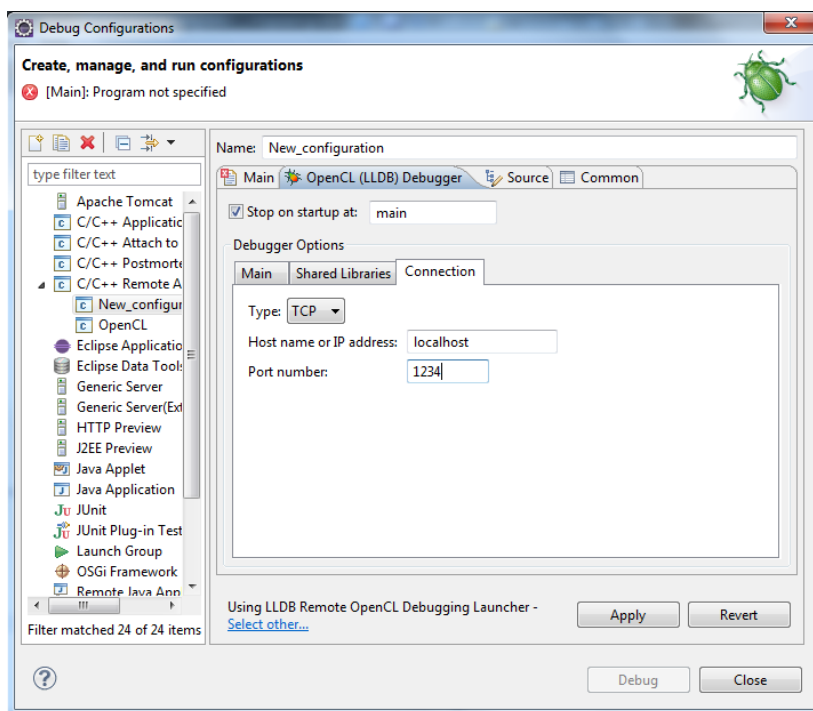 Debug Configurations
x
Create, manage, and run configurations
[Main]: Program not specified
Name: New_configuration
type filter text
Main OpenCL (LLDB) Debugger Source Common
Apache Tomcat
C/C++ Applicatic
C/C++ Attach to
C/C++ Postmorte
C/C++ Remote A
New_configur
OpenCL
Eclipse Applicatio
Eclipse Data Tools
Generic Server
Generic Server(Ext
HTTP Preview
J2EE Preview
Java Applet
Java Application
JUnit
JUnit Plug-in Test
Launch Group
OSGi Framework
Remote Java App
Stop on startup at: main
Debugger Options
Main Shared Libraries Connection
Type: TCP
Host name or IP address: localhost
Port number: 1234
Using LLDB Remote OpenCL Debugging Launcher -
Select other...
Apply Revert
Filter matched 24 of 24 items
? Debug Close